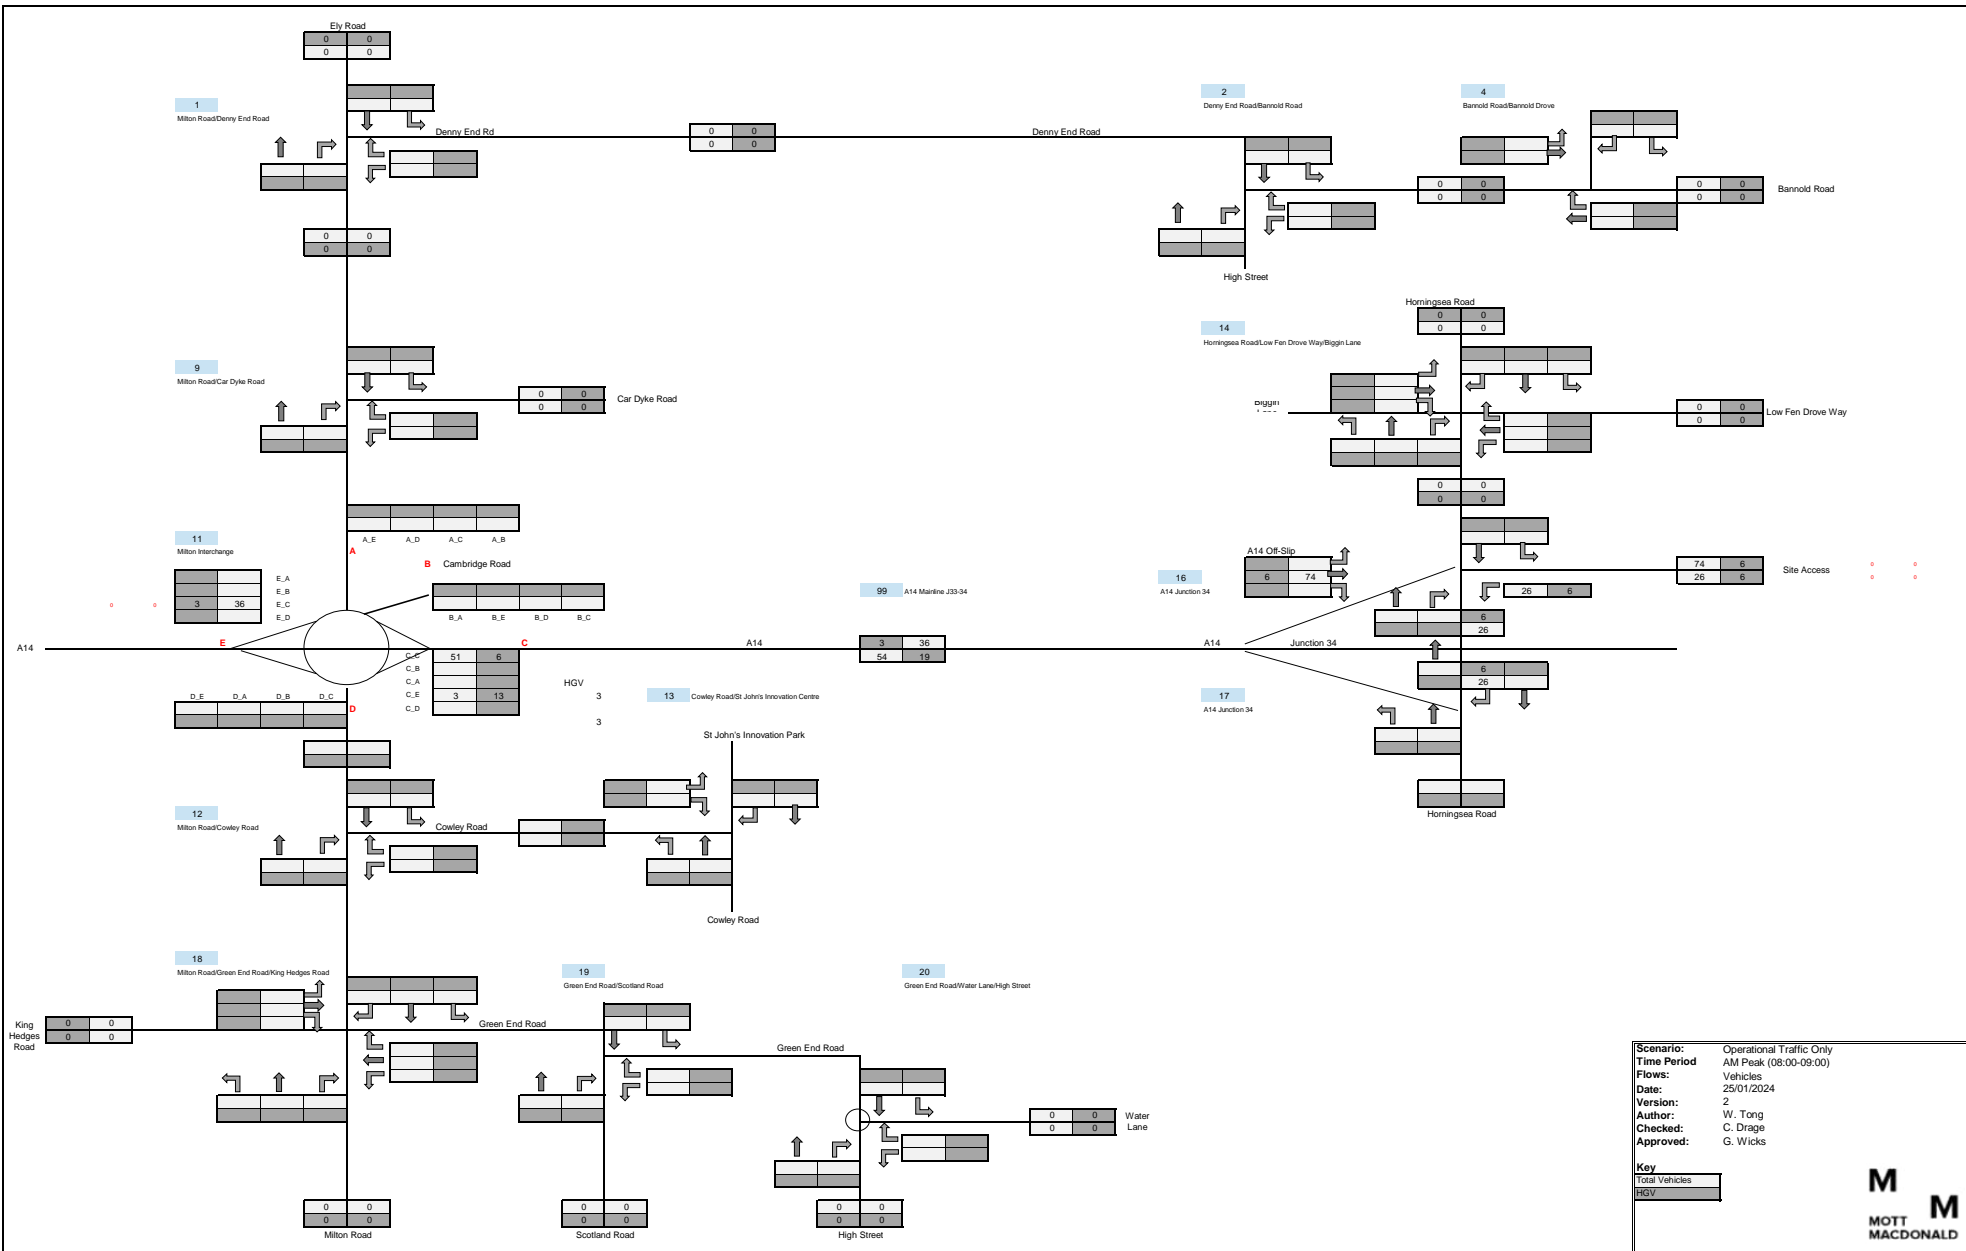 Ely Road
0 0
0 0
1
Milton Road/Denny End Road
2
Denny End Road/Bannold Road
4
Bannold Road/Bannold Drove
Denny End Rd
0 0
0 0
Denny End Road
0 0
0 0
0 0
0 0
Bannold Road
0 0
0 0
High Street
Horningsea Road
0 0
0 0
14
Horningsea Road/Low Fen Drove Way/Biggin Lane
9
Milton Road/Car Dyke Road
0 0
0 0
Car Dyke Road
Biggin
0 0
0 0
Low Fen Drove Way
0 0
0 0
11
Milton Interchange
A_E A_D A_C A_B
A
B Cambridge Road
E_A
E_B
3 36 E_C
E_D
0 0
B_A B_E B_D B_C
99 A14 Mainline J33-34
16
A14 Junction 34
A14 Off-Slip
6 74
74 6
26 6
Site Access
0 0
0 0
26 6
6
26
A14
E
C
A14
3 36
54 19
A14
Junction 34
C_C 51 6
C_B
C_A
C_E 3 13
C_D
HGV
3
3
6
26
D_E D_A D_B D_C
D
13 Cowley Road/St John's Innovation Centre
17
A14 Junction 34
St John's Innovation Park
12
Milton Road/Cowley Road
Cowley Road
Horningsea Road
Cowley Road
18
Milton Road/Green End Road/King Hedges Road
19
Green End Road/Scotland Road
20
Green End Road/Water Lane/High Street
King
Hedges
Road
0 0
0 0
Green End Road
Green End Road
0 0
0 0
Water
Lane
0 0
0 0
Milton Road
0 0
0 0
Scotland Road
0 0
0 0
High Street
Scenario: Operational Traffic Only
Time Period AM Peak (08:00-09:00)
Flows: Vehicles
Date: 25/01/2024
Version: 2
Author: W. Tong
Checked: C. Drage
Approved: G. Wicks
Key
Total Vehicles
HGV
M
M
MOTT
MACDONALD